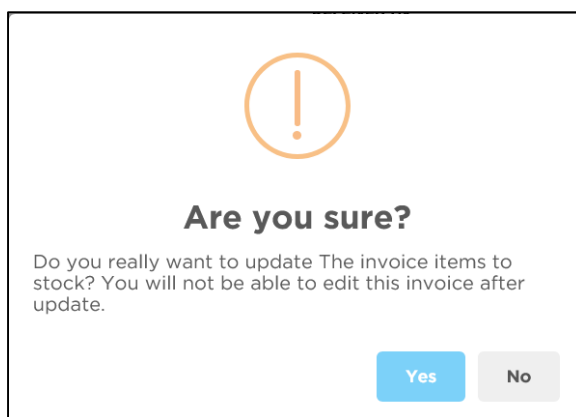 Are you sure?
Do you really want to update The invoice items to
stock? You will not be able to edit this invoice after
update.
Yes
No